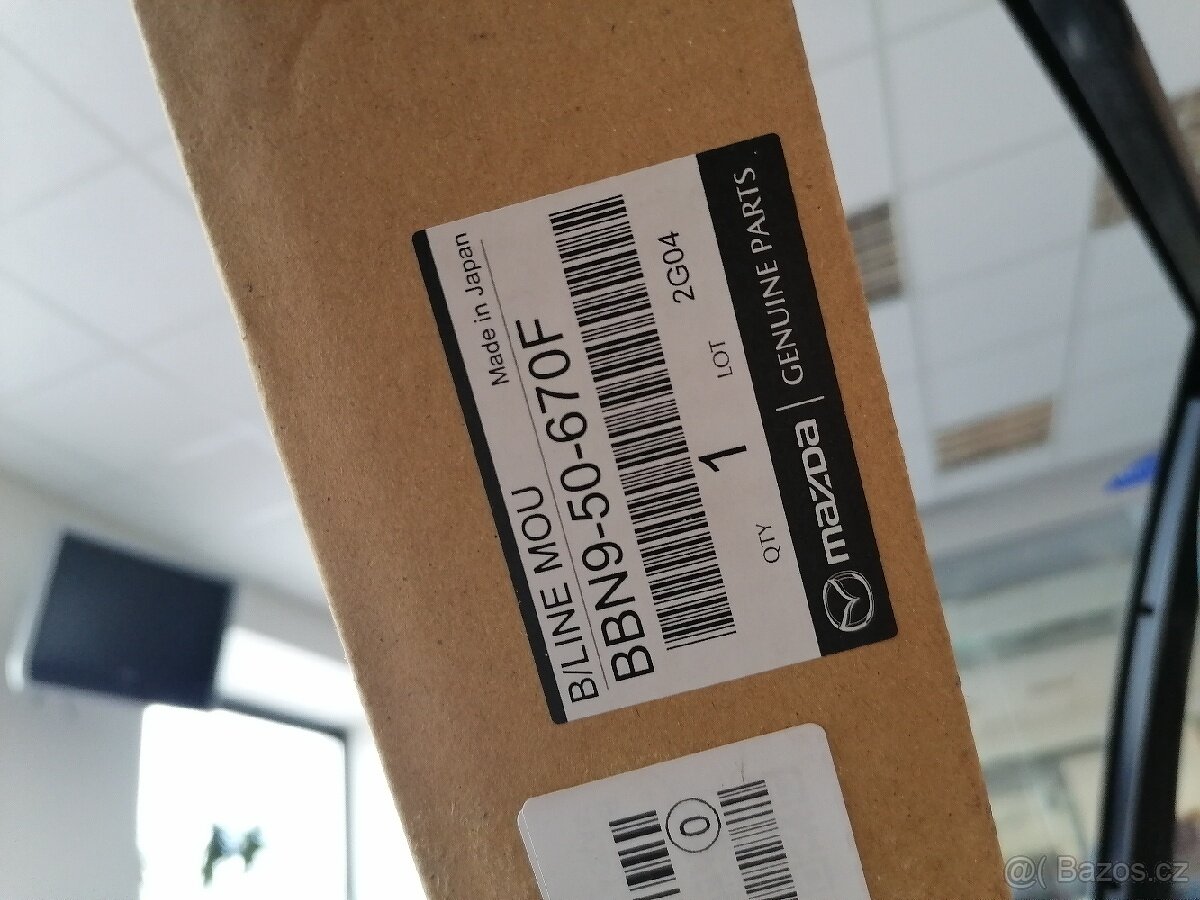 B/LINE MOU Made in Japan
BBN9-50-670F
QTY 1 LOT 2G04
mazda | GENUINE PARTS
0
@( Bazos.cz